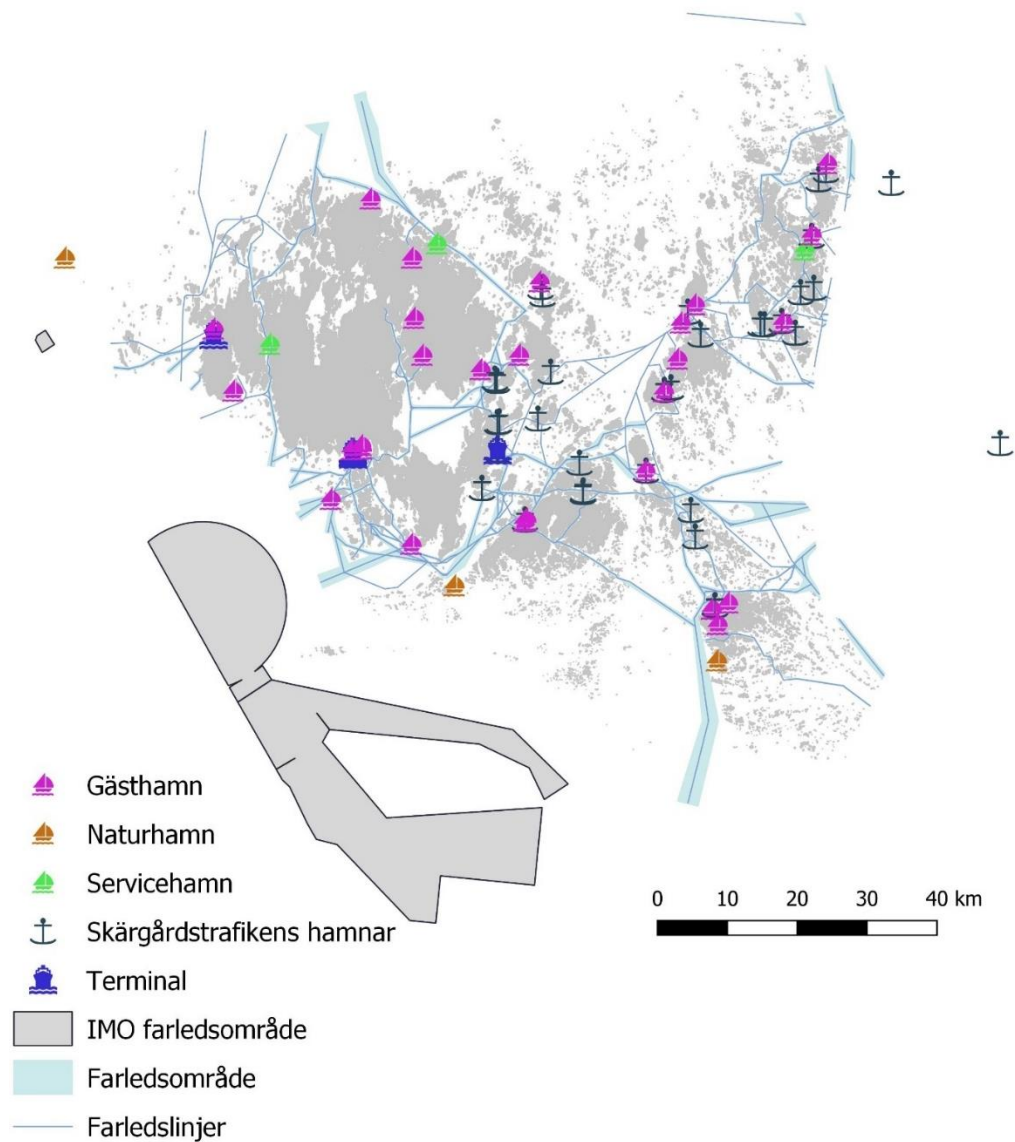 Gästhamn
Naturhamn
Servicehamn
Skärgårdstrafikens hamnar
Terminal
IMO farledsområde
Farledsområde
Farledslinjer
0 10 20 30 40 km